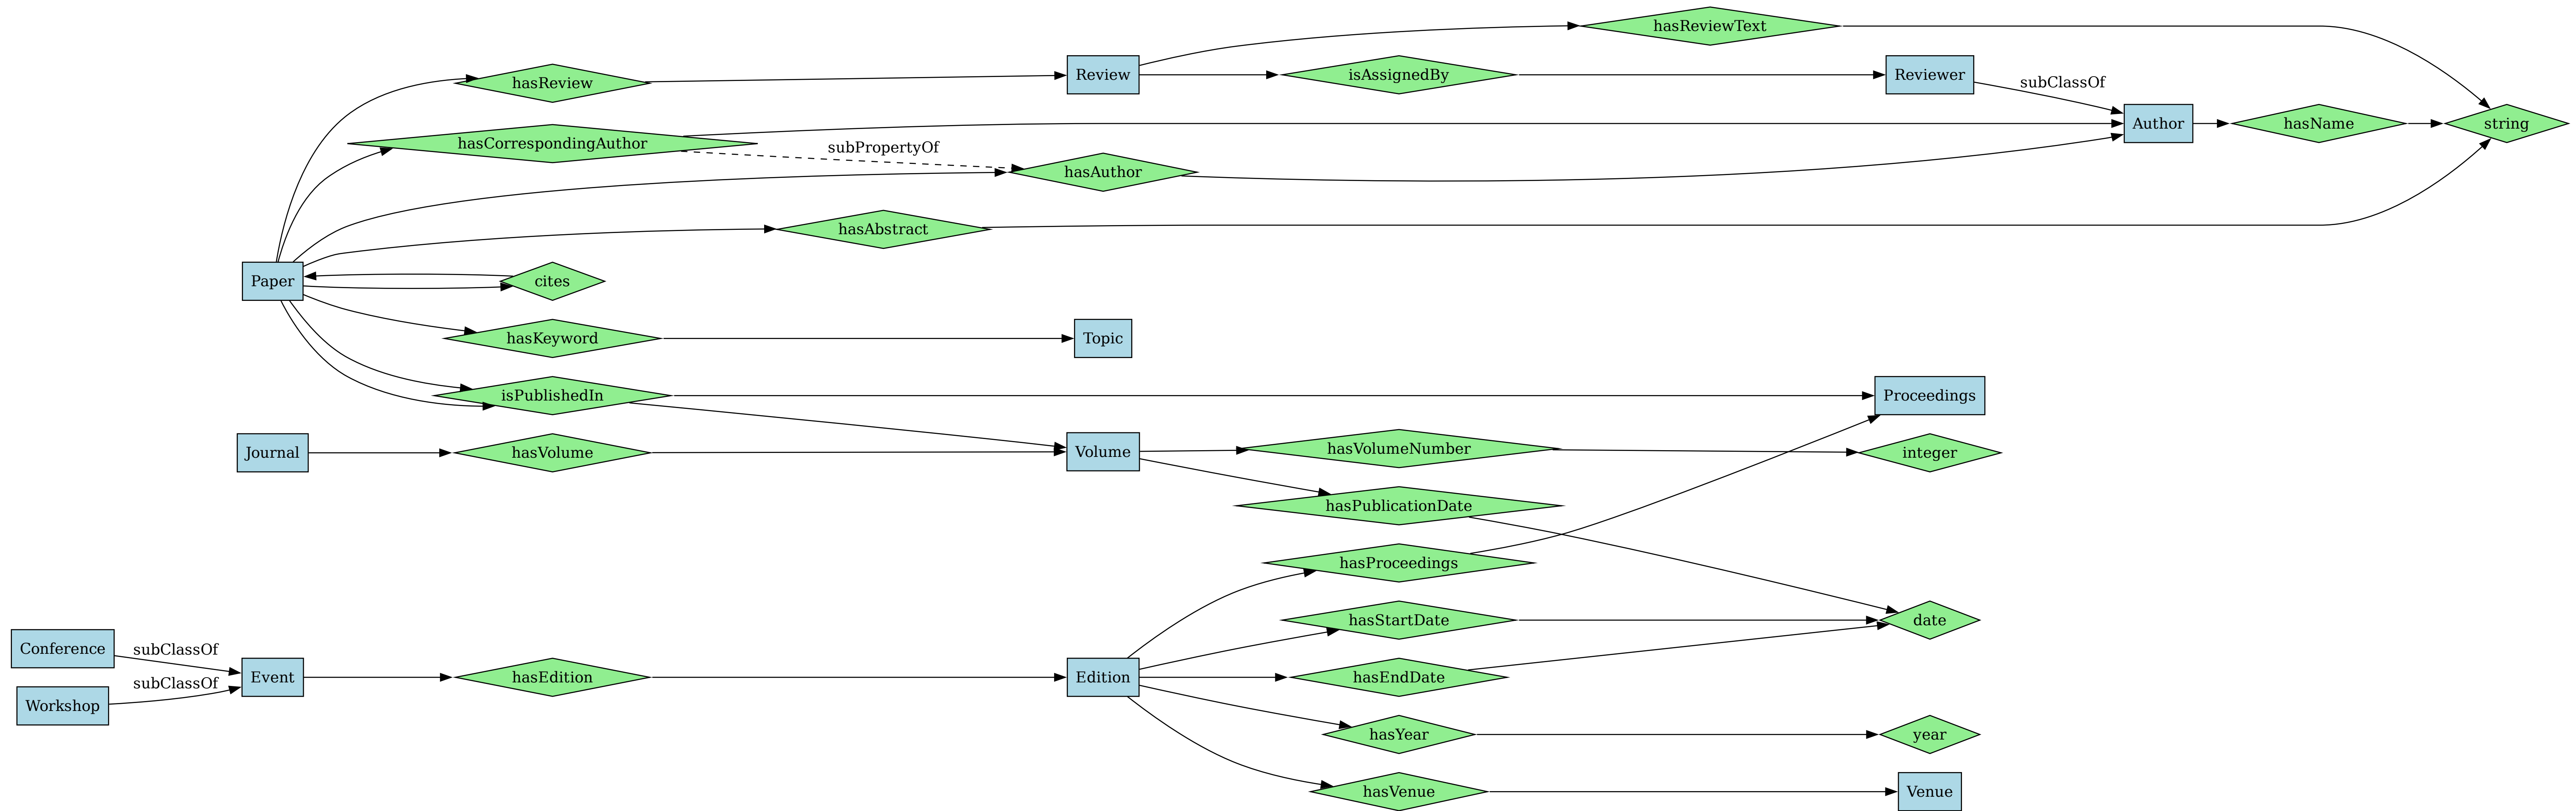 hasReviewText
hasReview
Review
isAssignedBy
Reviewer
subClassOf
hasCorrespondingAuthor
subPropertyOf
hasAuthor
Author
hasName
string
hasAbstract
Paper
cites
hasKeyword
Topic
isPublishedIn
Proceedings
Journal
hasVolume
Volume
hasVolumeNumber
integer
hasPublicationDate
hasProceedings
hasStartDate
date
Conference
subClassOf
Workshop
subClassOf
Event
hasEdition
Edition
hasEndDate
hasYear
year
hasVenue
Venue